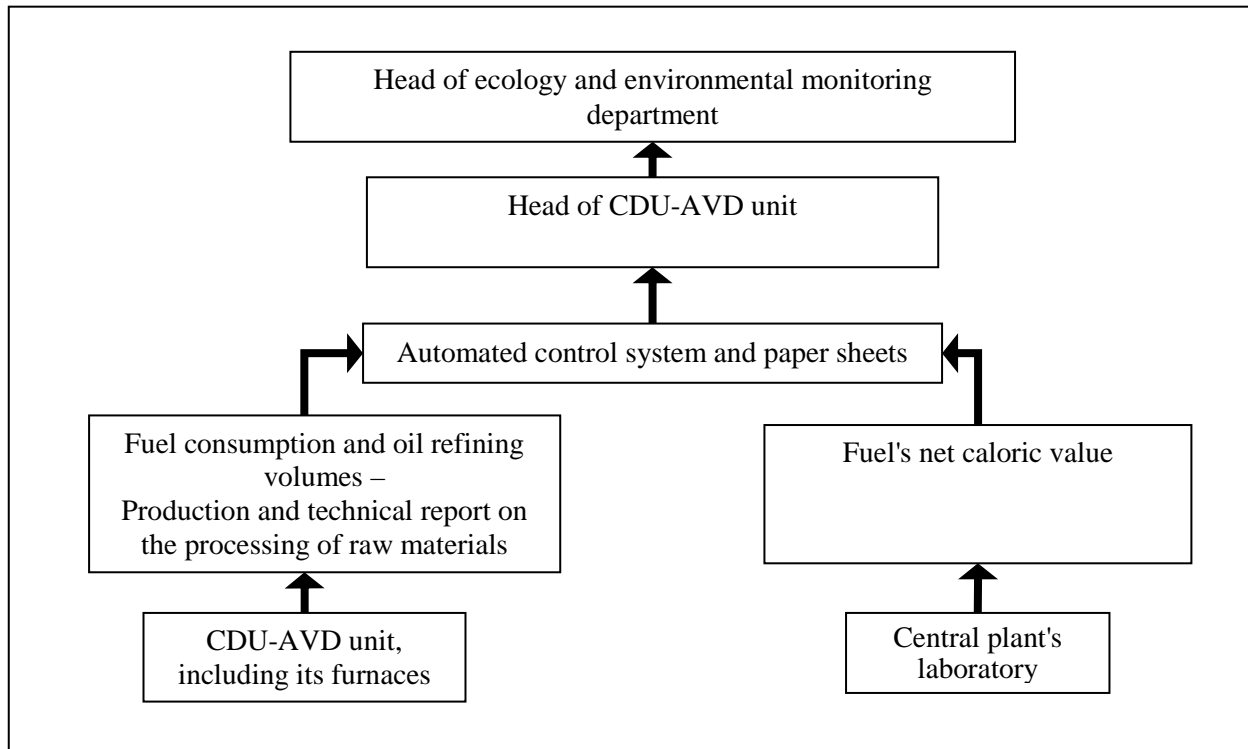 Head of ecology and environmental monitoring
department
Head of CDU-AVD unit
Automated control system and paper sheets
Fuel consumption and oil refining
volumes –
Production and technical report on
the processing of raw materials
Fuel's net caloric value
CDU-AVD unit,
including its furnaces
Central plant's
laboratory